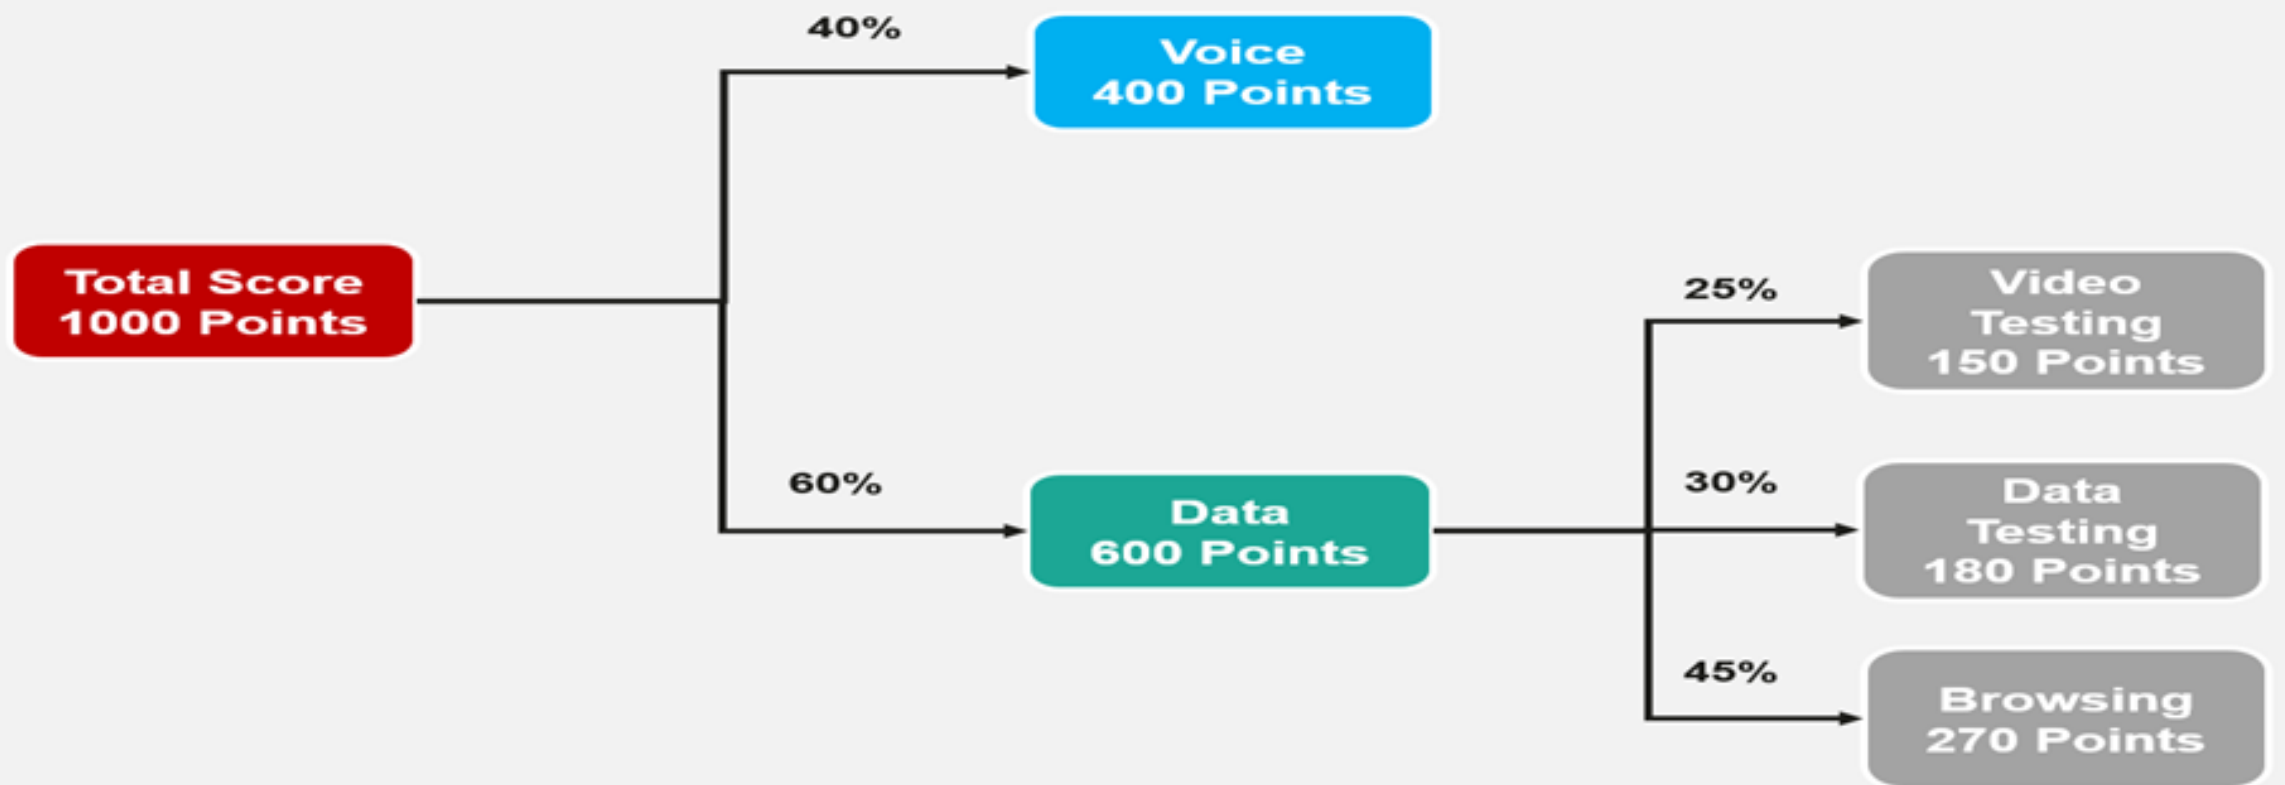 40%
Voice
400 Points
Total Score
1000 Points
60%
Data
600 Points
25%
Video
Testing
150 Points
30%
Data
Testing
180 Points
45%
Browsing
270 Points